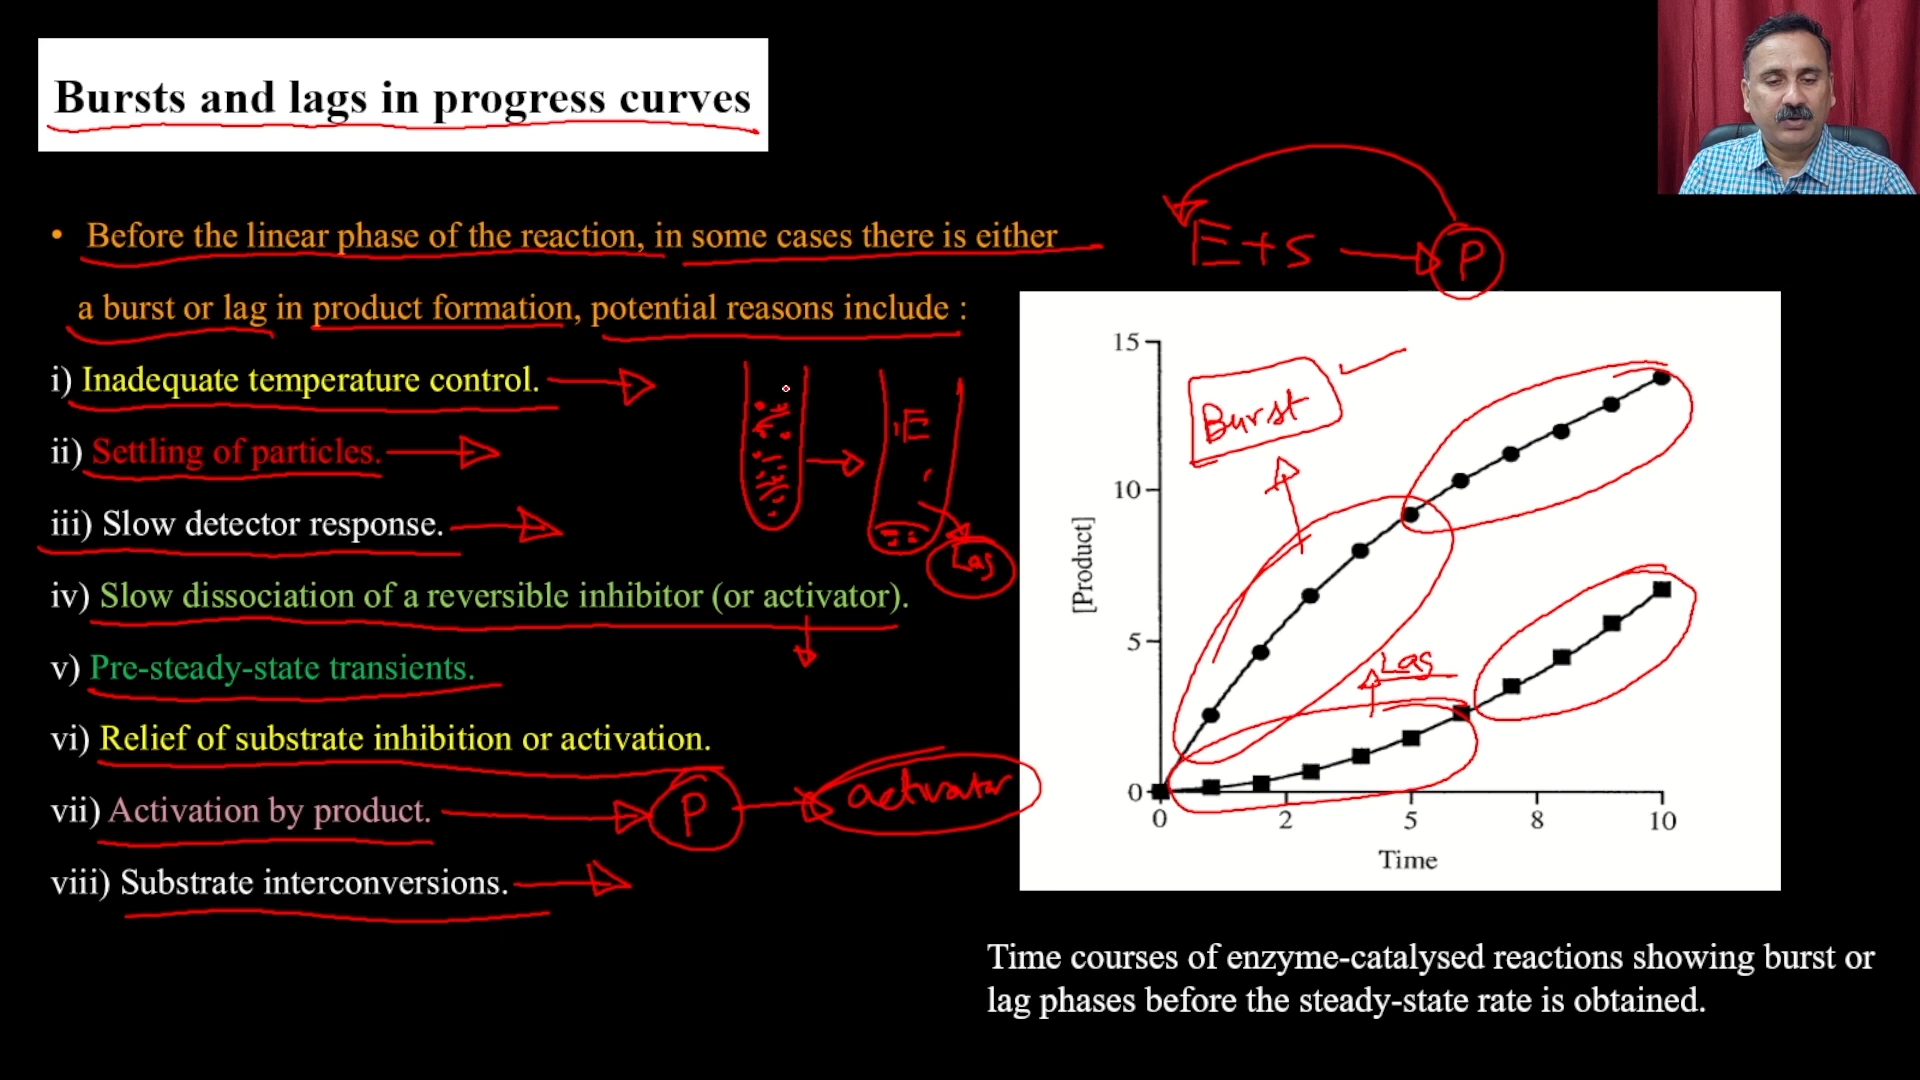 Bursts and lags in progress curves
• Before the linear phase of the reaction, in some cases there is either
a burst or lag in product formation, potential reasons include :
i) Inadequate temperature control.
ii) Settling of particles.
iii) Slow detector response.
iv) Slow dissociation of a reversible inhibitor (or activator).
v) Pre-steady-state transients.
vi) Relief of substrate inhibition or activation.
vii) Activation by product.
viii) Substrate interconversions.
P
activator
E
Lag
E+S
P
Burst
Lag
15
10
5
0
[Product]
0 2 5 8 10
Time
Time courses of enzyme-catalysed reactions showing burst or
lag phases before the steady-state rate is obtained.